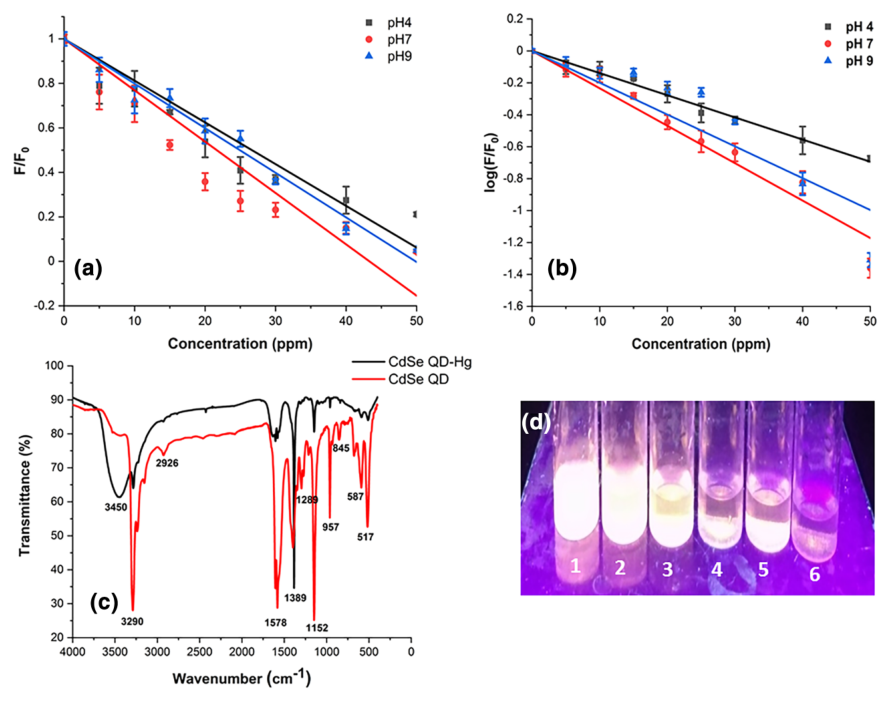 pH4
pH7
pH9
1
0.8
0.6
0.4
0.2
0
-0.2
0 10 20 30 40 50
F/F0
Concentration (ppm)
(a)
pH 4
pH 7
pH 9
0.2
0
-0.2
-0.4
-0.6
-0.8
-1
-1.2
-1.4
-1.6
0 10 20 30 40 50
log(F/F0)
Concentration (ppm)
(b)
CdSe QD-Hg
CdSe QD
100
90
80
70
60
50
40
30
20
4000 3500 3000 2500 2000 1500 1000 500 0
Transmittance (%)
Wavenumber (cm-1)
3450
3290
2926
1578
1389
1289
1152
957
845
587
517
(c)
(d)
1 2 3 4 5 6